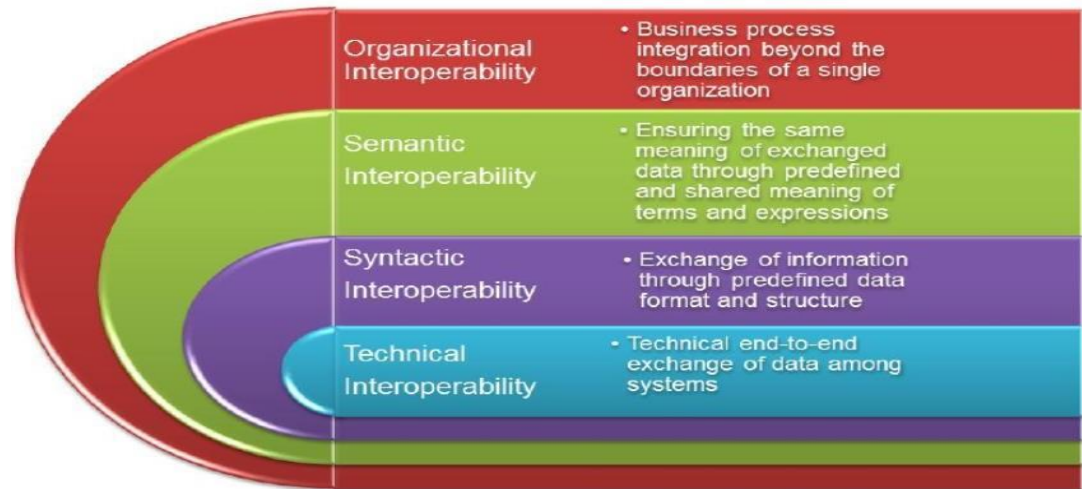 Organizational
Interoperability
• Business process
integration beyond the
boundaries of a single
organization
Semantic
Interoperability
• Ensuring the same
meaning of exchanged
data through predefined
and shared meaning of
terms and expressions
Syntactic
Interoperability
• Exchange of information
through predefined data
format and structure
Technical
Interoperability
• Technical end-to-end
exchange of data among
systems